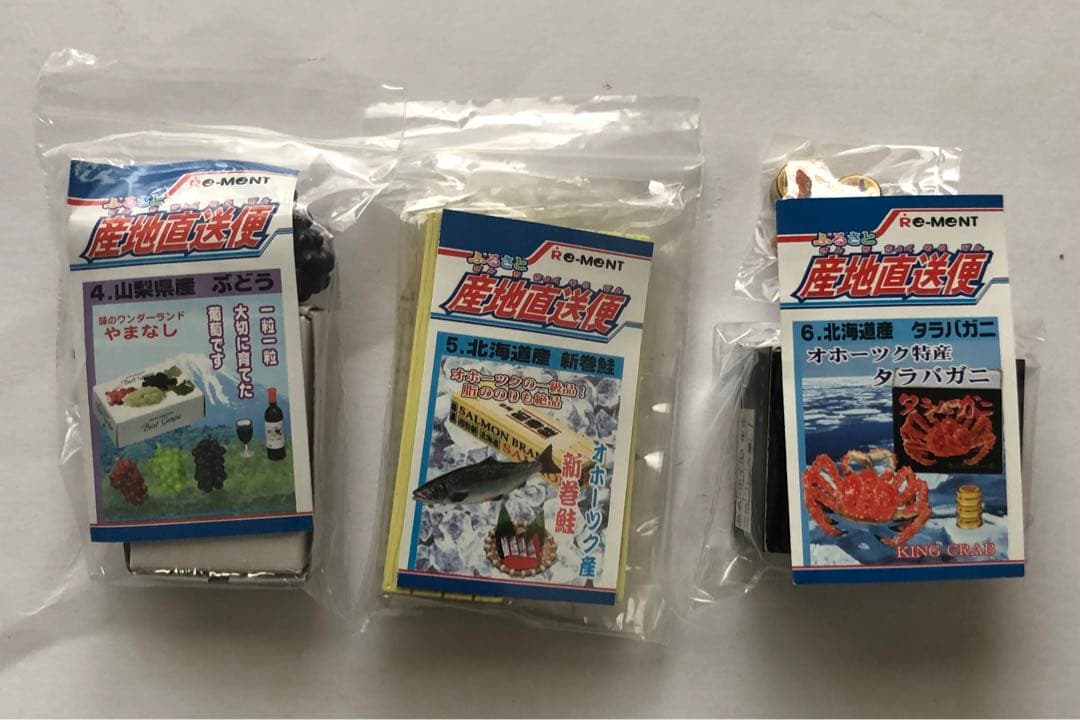 RE-MENT
ふるさと
産地直送便
4.山梨県産 ぶどう
味のワンダーランド
やまなし
一粒一粒
大切に育てた
葡萄です
Best Grape
RE-MENT
ふるさと
産地直送便
5.北海道産 新巻鮭
オホーツクの一級品!
脂ののりも絶品
SALMON BRAN
オホーツク産
新巻鮭
RE-MENT
ふるさと
産地直送便
6.北海道産 タラバガニ
オホーツク特産
タラバガニ
タラバガニ
KING CRAB